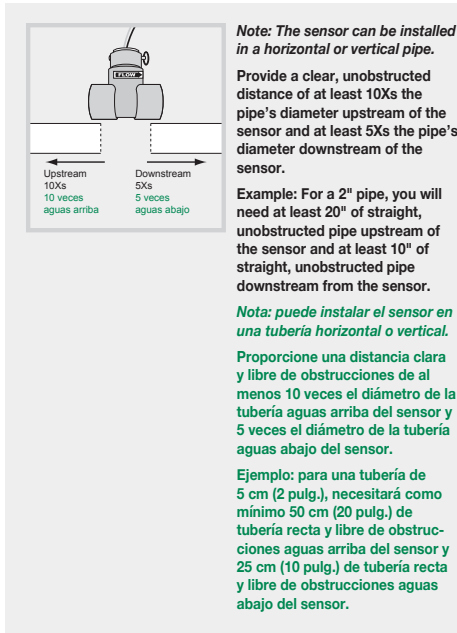 FLOW
Upstream
10Xs
10 veces
aguas arriba
Downstream
5Xs
5 veces
aguas abajo
Note: The sensor can be installed
in a horizontal or vertical pipe.
Provide a clear, unobstructed
distance of at least 10Xs the
pipe's diameter upstream of the
sensor and at least 5Xs the pipe's
diameter downstream of the
sensor.
Example: For a 2" pipe, you will
need at least 20" of straight,
unobstructed pipe upstream of
the sensor and at least 10" of
straight, unobstructed pipe
downstream from the sensor.
Nota: puede instalar el sensor en
una tubería horizontal o vertical.
Proporcione una distancia clara
y libre de obstrucciones de al
menos 10 veces el diámetro de la
tubería aguas arriba del sensor y
5 veces el diámetro de la tubería
aguas abajo del sensor.
Ejemplo: para una tubería de
5 cm (2 pulg.), necesitará como
mínimo 50 cm (20 pulg.) de
tubería recta y libre de obstruc-
ciones aguas arriba del sensor y
25 cm (10 pulg.) de tubería recta
y libre de obstrucciones aguas
abajo del sensor.